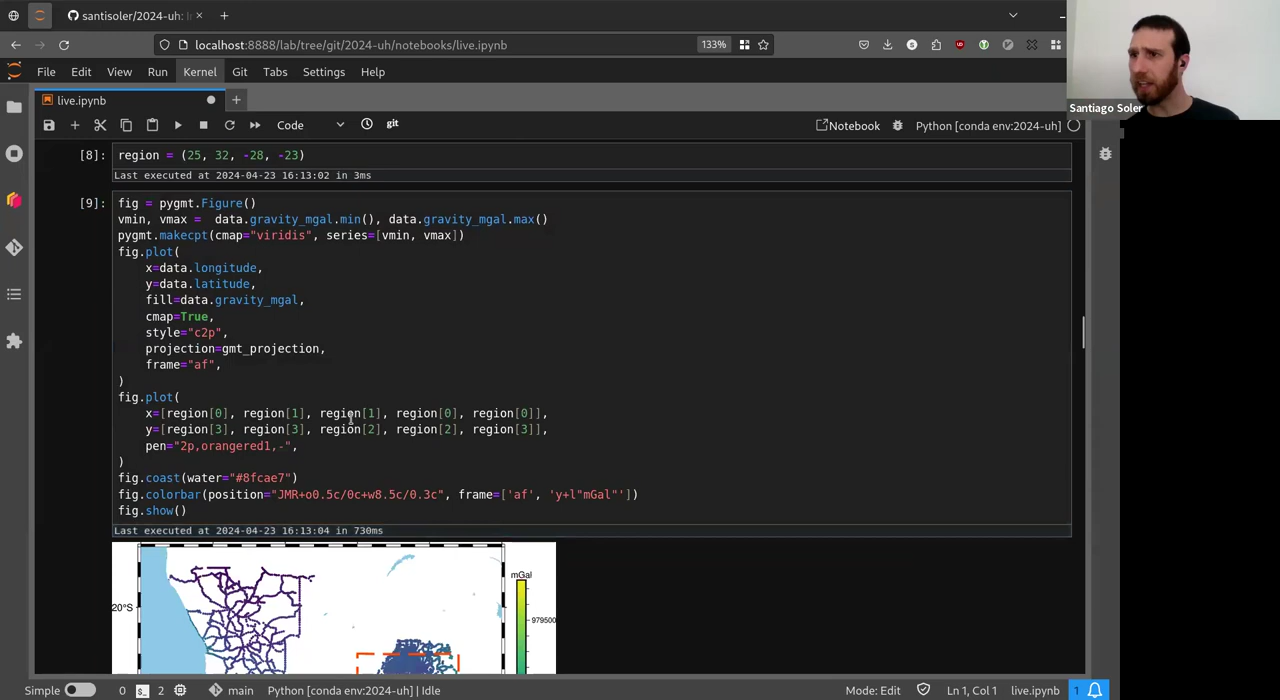 santisoler/2024-uh: I
localhost:8888/lab/tree/git/2024-uh/notebooks/live.ipynb
133%
File Edit View Run Kernel Git Tabs Settings Help
Santiago Soler
live.ipynb
Code
git
Notebook
Python [conda env:2024-uh]
[8]: region = (25, 32, -28, -23)
Last executed at 2024-04-23 16:13:02 in 3ms
[9]: fig = pygmt.Figure()
vmin, vmax =  data.gravity_mgal.min(), data.gravity_mgal.max()
pygmt.makecpt(cmap="viridis", series=[vmin, vmax])
fig.plot(
x=data.longitude,
y=data.latitude,
fill=data.gravity_mgal,
cmap=True,
style="c2p",
projection=gmt_projection,
frame="af",
)
fig.plot(
x=[region[0], region[1], region[1], region[0], region[0]],
y=[region[3], region[3], region[2], region[2], region[3]],
pen="2p,orangered1,-",
)
fig.coast(water="#8fcae7")
fig.colorbar(position="JMR+o0.5c/0c+w8.5c/0.3c", frame=['af', 'y+l"mGal"'])
fig.show()
Last executed at 2024-04-23 16:13:04 in 730ms
mGal
20°S
979500
Simple 0 2 main Python [conda env:2024-uh] | Idle Mode: Edit Ln 1, Col 1 live.ipynb 1